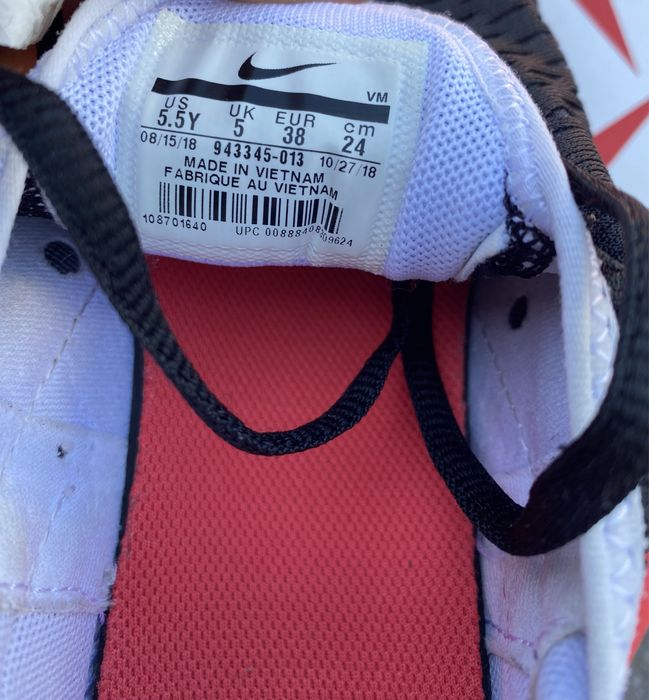 VM
US UK EUR cm
5.5Y 5 38 24
08/15/18 943345-013 10/27/18
MADE IN VIETNAM
FABRIQUE AU VIETNAM
108701640 UPC